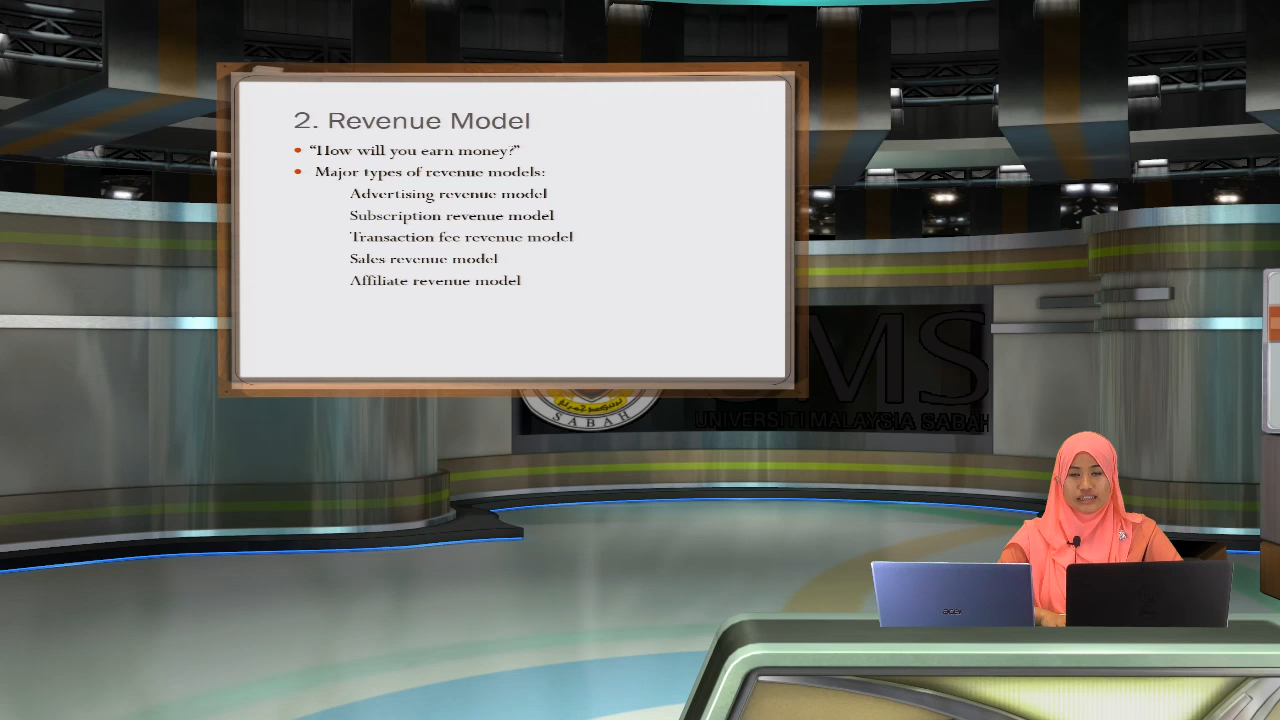 2. Revenue Model
• “How will you earn money?”
• Major types of revenue models:
Advertising revenue model
Subscription revenue model
Transaction fee revenue model
Sales revenue model
Affiliate revenue model
MS
SABAH
UNIVERSITI MALAYSIA SABAH
acer